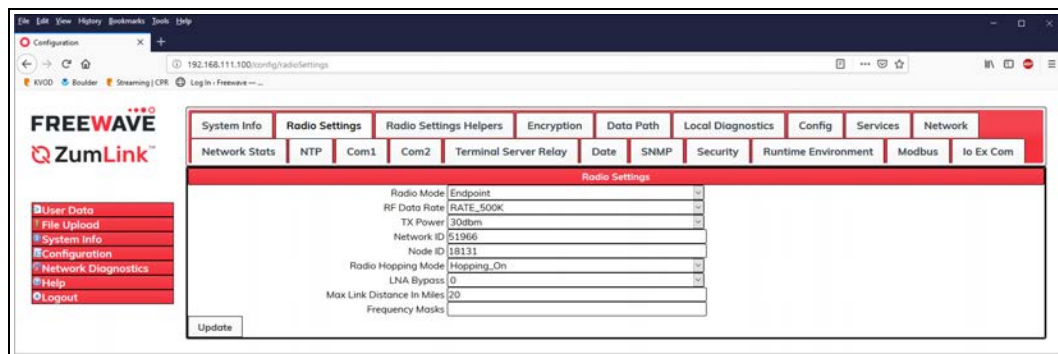 File Edit View History Bookmarks Tools Help
Configuration
192.168.111.100/config/radioSettings
KVOD Boulder Streaming | CPR Log In - Freewave — ...
FREEWAVE
ZumLink™
System Info Radio Settings Radio Settings Helpers Encryption Data Path Local Diagnostics Config Services Network
Network Stats NTP Com1 Com2 Terminal Server Relay Date SNMP Security Runtime Environment Modbus Io Ex Com
Radio Settings
Radio Mode Endpoint
RF Data Rate RATE_500K
TX Power 30dbm
Network ID 51966
Node ID 18131
Radio Hopping Mode Hopping_On
LNA Bypass 0
Max Link Distance In Miles 20
Frequency Masks
Update
User Data
File Upload
System Info
Configuration
Network Diagnostics
Help
Logout